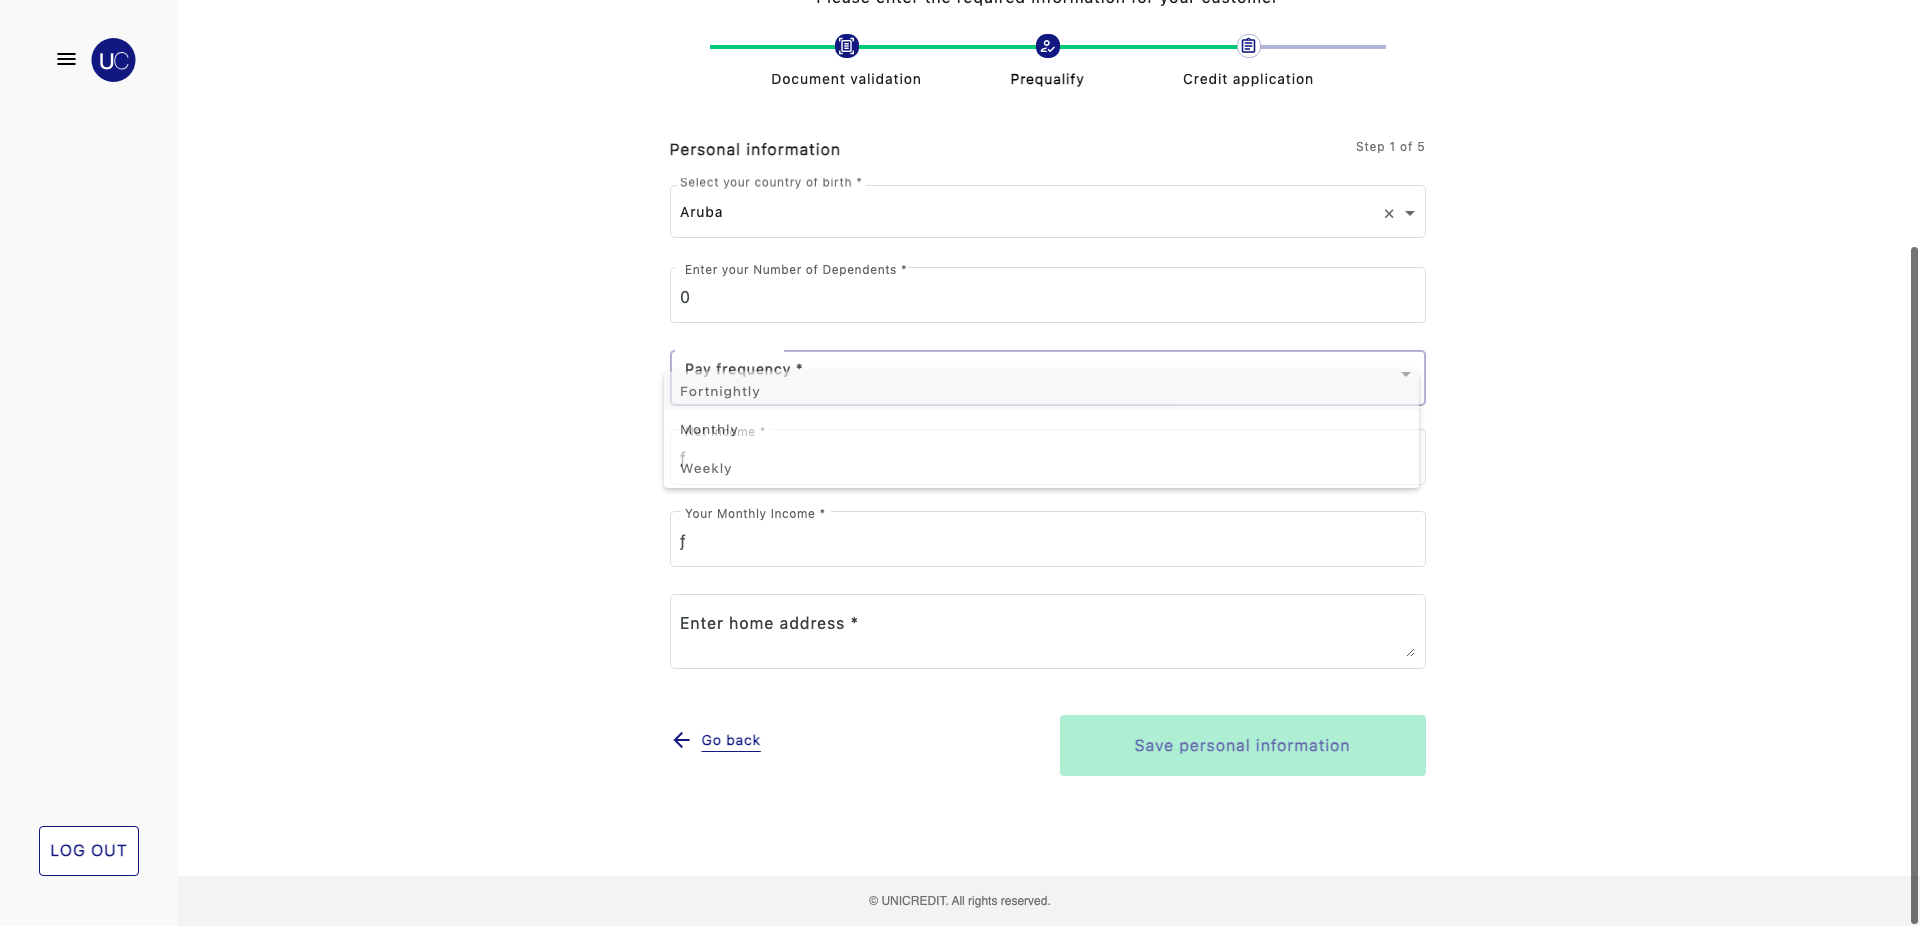 Please enter the required information for your customer
UC
Document validation
Prequalify
Credit application
Personal information
Step 1 of 5
Select your country of birth *
Aruba
Enter your Number of Dependents *
0
Pay frequency *
Fortnightly
Monthly
Net Income *
ƒ
Weekly
Your Monthly Income *
ƒ
Enter home address *
Go back
Save personal information
LOG OUT
© UNICREDIT. All rights reserved.